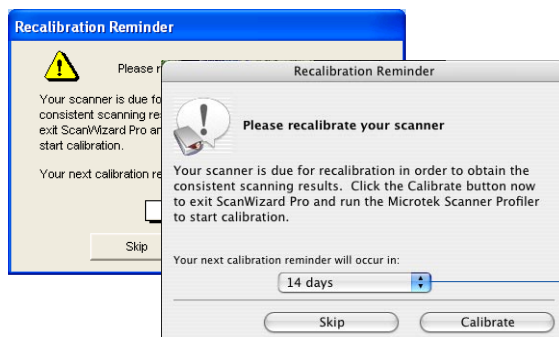 Recalibration Reminder
Please r
Your scanner is due fo
consistent scanning re
exit ScanWizard Pro an
start calibration.
Your next calibration re
Skip
Recalibration Reminder
Please recalibrate your scanner
Your scanner is due for recalibration in order to obtain the
consistent scanning results. Click the Calibrate button now
to exit ScanWizard Pro and run the Microtek Scanner Profiler
to start calibration.
Your next calibration reminder will occur in:
14 days
Skip
Calibrate